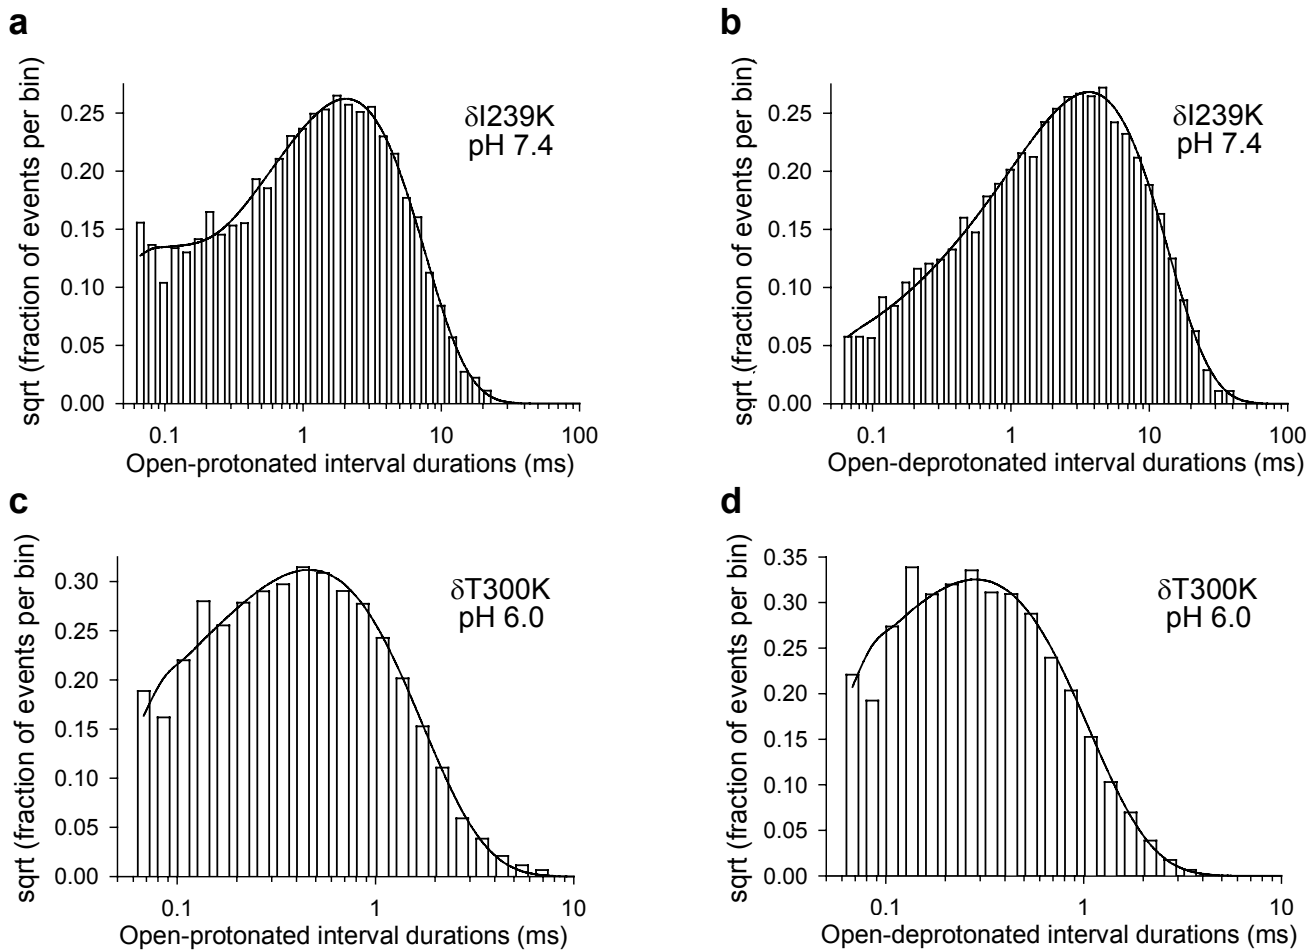 a
sqrt (fraction of events per bin)
0.25
0.20
0.15
0.10
0.05
0.00
δI239K
pH 7.4
0.1 1 10 100
Open-protonated interval durations (ms)
b
sqrt (fraction of events per bin)
0.25
0.20
0.15
0.10
0.05
0.00
δI239K
pH 7.4
0.1 1 10 100
Open-deprotonated interval durations (ms)
c
sqrt (fraction of events per bin)
0.30
0.25
0.20
0.15
0.10
0.05
0.00
δT300K
pH 6.0
0.1 1 10
Open-protonated interval durations (ms)
d
sqrt (fraction of events per bin)
0.35
0.30
0.25
0.20
0.15
0.10
0.05
0.00
δT300K
pH 6.0
0.1 1 10
Open-deprotonated interval durations (ms)